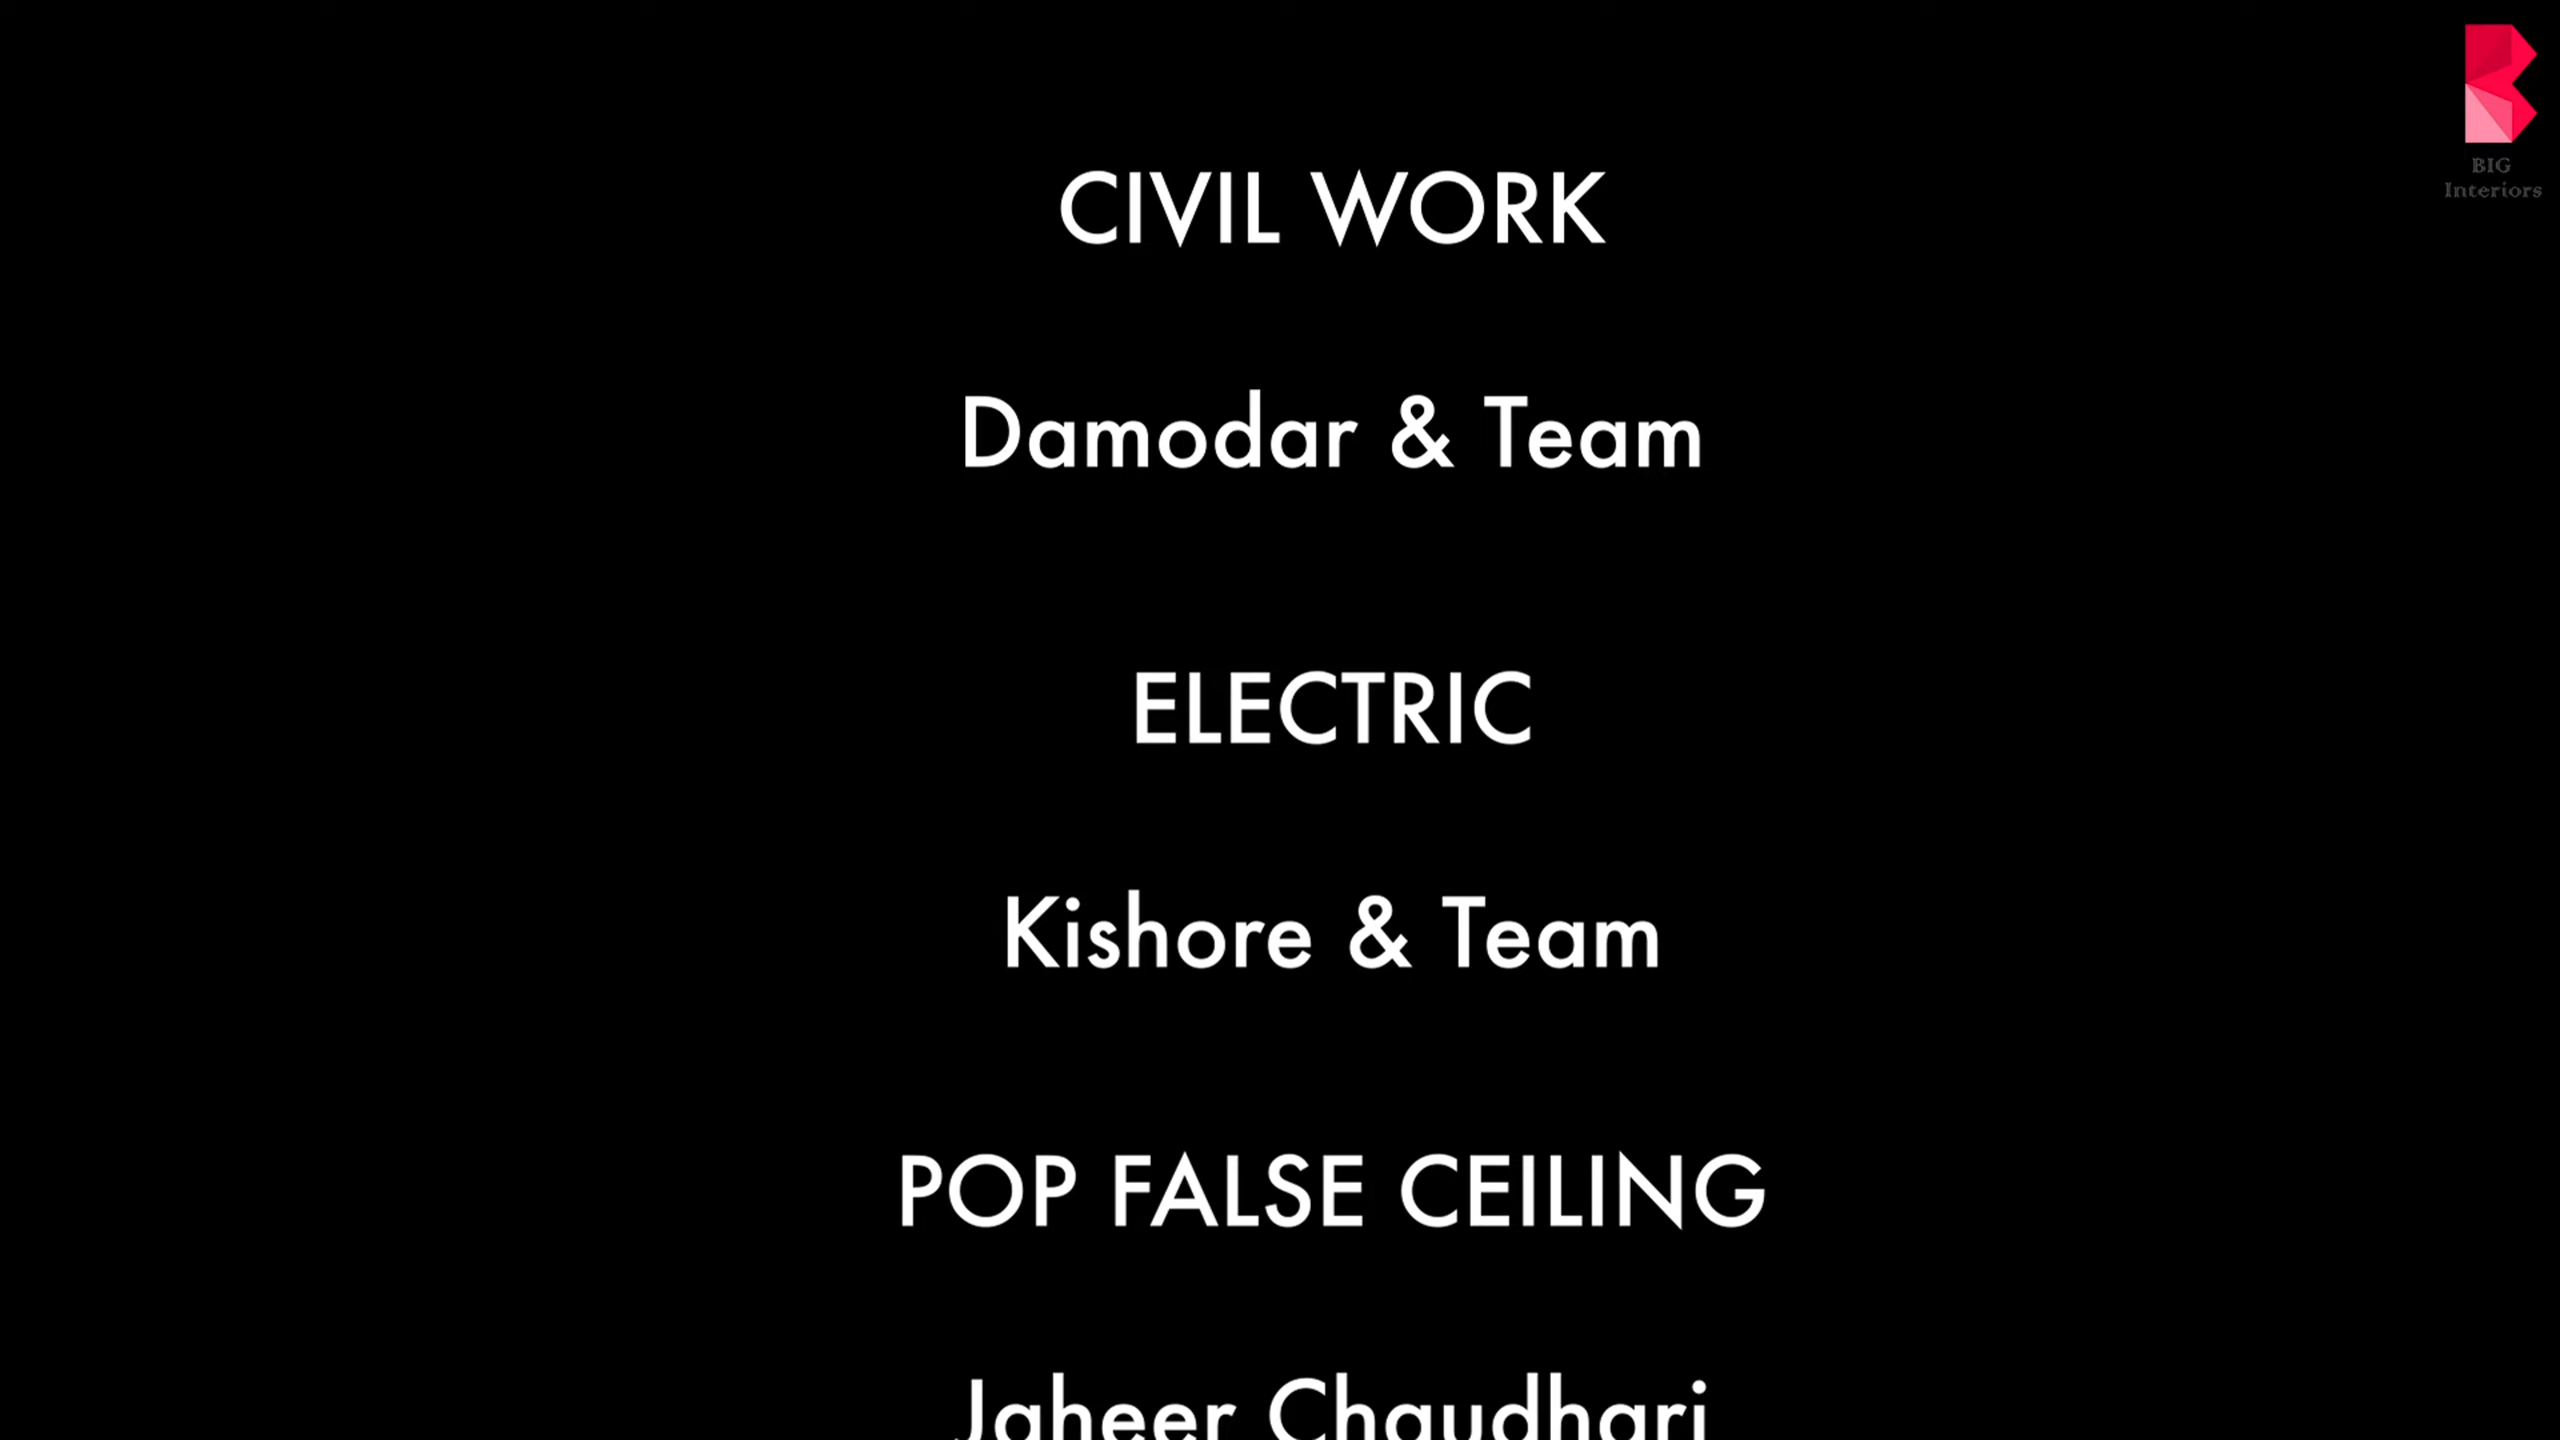 BIG
Interiors
CIVIL WORK
Damodar & Team
ELECTRIC
Kishore & Team
POP FALSE CEILING
Jaheer Chaudhari